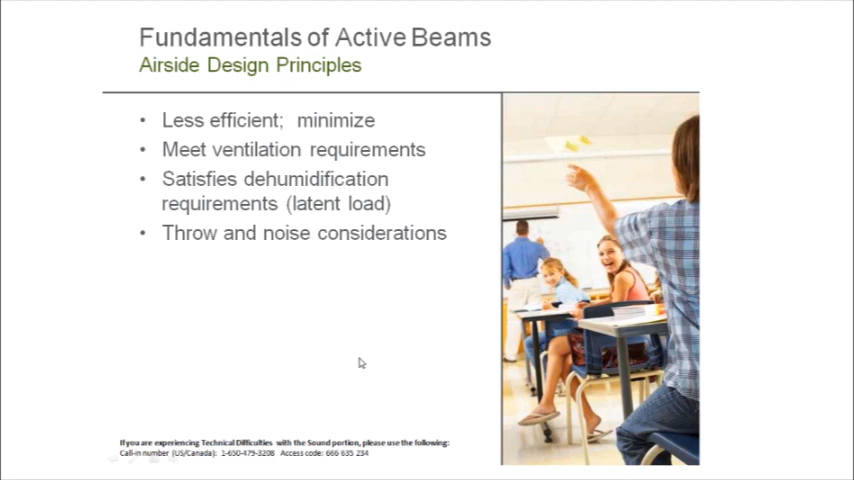 Fundamentals of Active Beams
Airside Design Principles
• Less efficient; minimize
• Meet ventilation requirements
• Satisfies dehumidification
requirements (latent load)
• Throw and noise considerations
If you are experiencing Technical Difficulties with the Sound portion, please use the following:
Call-in number (US/Canada): 1-650-479-3208 Access code: 666 635 234